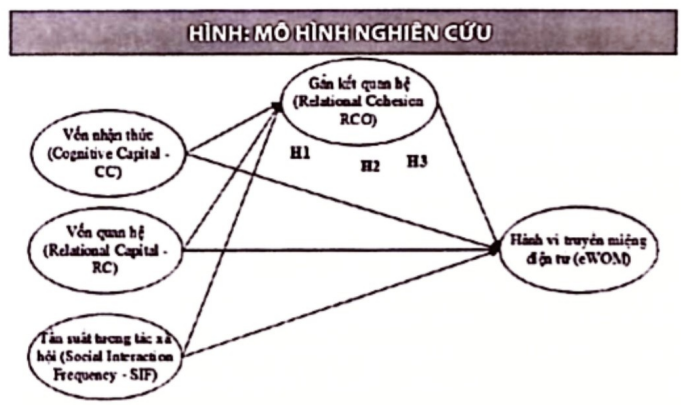 HÌNH: MÔ HÌNH NGHIÊN CỨU
Gắn kết quan hệ
(Relational Cohesion
RCO)
Vốn nhận thức
(Cognitive Capital -
CC)
H1
H2
H3
Vốn quan hệ
(Relational Capital -
RC)
Hành vi truyền miệng
điện tử (eWOM)
Tần suất tương tác xã
hội (Social Interaction
Frequency - SIF)